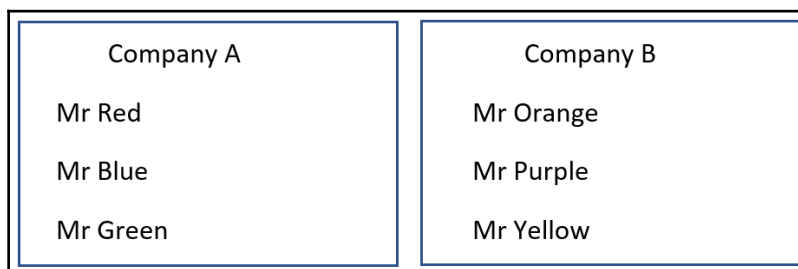 Company A
Mr Red
Mr Blue
Mr Green
Company B
Mr Orange
Mr Purple
Mr Yellow